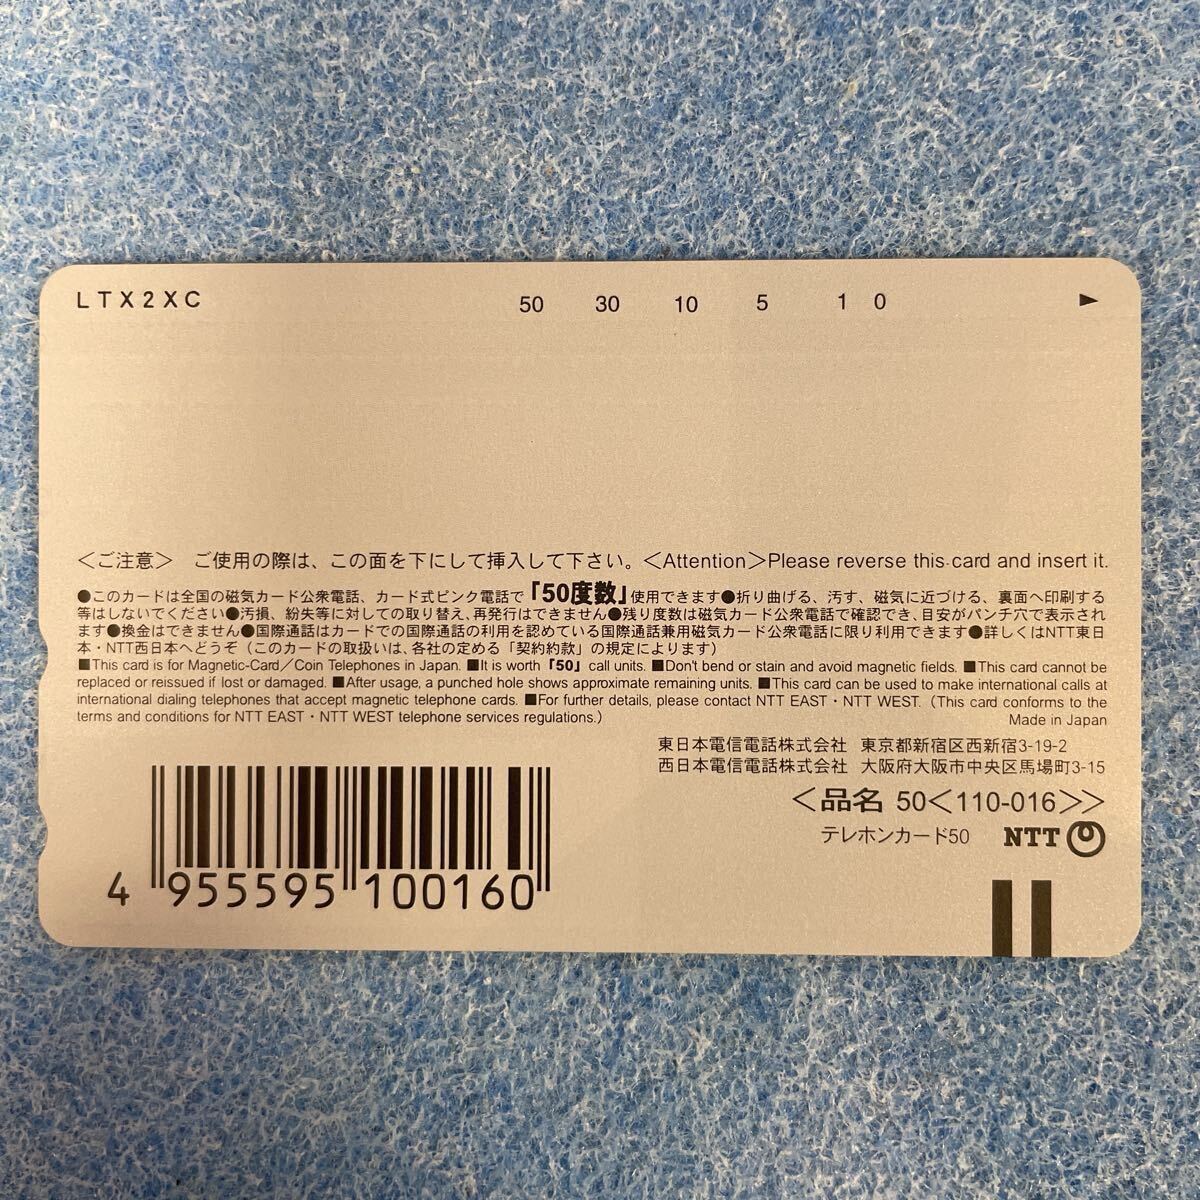 LTX2XC 50 30 10 5 1 0 ▶
＜ご注意＞ ご使用の際は、この面を下にして挿入して下さい。＜Attention＞Please reverse this card and insert it.
●このカードは全国の磁気カード公衆電話、カード式ピンク電話で「50度数」使用できます●折り曲げる、汚す、磁気に近づける、裏面へ印刷する
等はしないでください●汚損、紛失等に対しての取り替え、再発行はできません●残り度数は磁気カード公衆電話で確認でき、目安がパンチ穴で表示され
ます●換金はできません●国際通話はカードでの国際通話の利用を認めている国際通話兼用磁気カード公衆電話に限り利用できます●詳しくはNTT東日
本・NTT西日本へどうぞ（このカードの取扱いは、各社の定める「契約約款」の規定によります）
■This card is for Magnetic-Card／Coin Telephones in Japan. ■It is worth「50」call units. ■Don't bend or stain and avoid magnetic fields. ■This card cannot be
replaced or reissued if lost or damaged. ■After usage, a punched hole shows approximate remaining units. ■This card can be used to make international calls at
international dialing telephones that accept magnetic telephone cards. ■For further details, please contact NTT EAST・NTT WEST.（This card conforms to the
terms and conditions for NTT EAST・NTT WEST telephone services regulations.） Made in Japan
東日本電信電話株式会社 東京都新宿区西新宿3-19-2
西日本電信電話株式会社 大阪府大阪市中央区馬場町3-15
＜品名 50＜110-016＞＞
テレホンカード50 NTT
4 955595 100160